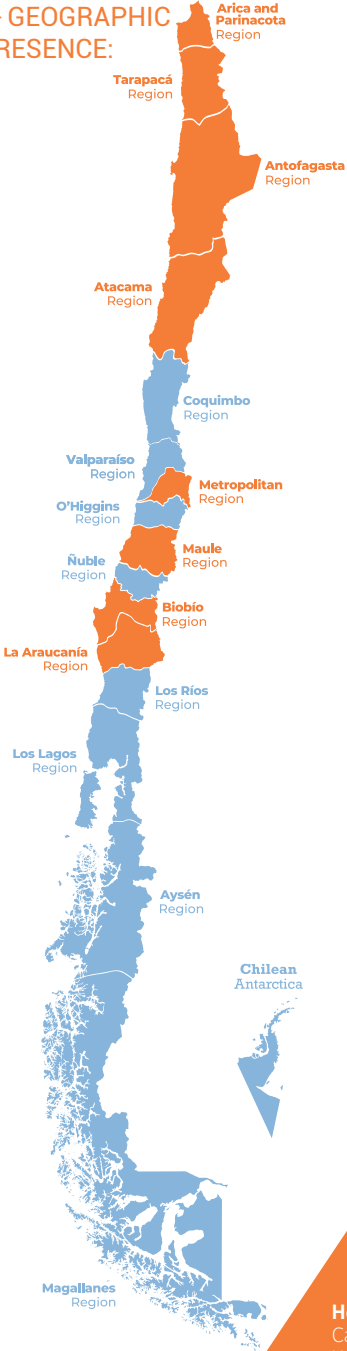 GEOGRAPHIC
RESENCE:
Arica and
Parinacota
Region
Tarapacá
Region
Antofagasta
Region
Atacama
Region
Coquimbo
Region
Valparaíso
Region
Metropolitan
Region
O'Higgins
Region
Maule
Region
Ñuble
Region
Biobío
Region
La Araucanía
Region
Los Ríos
Region
Los Lagos
Region
Aysén
Region
Chilean
Antarctica
Magallanes
Region